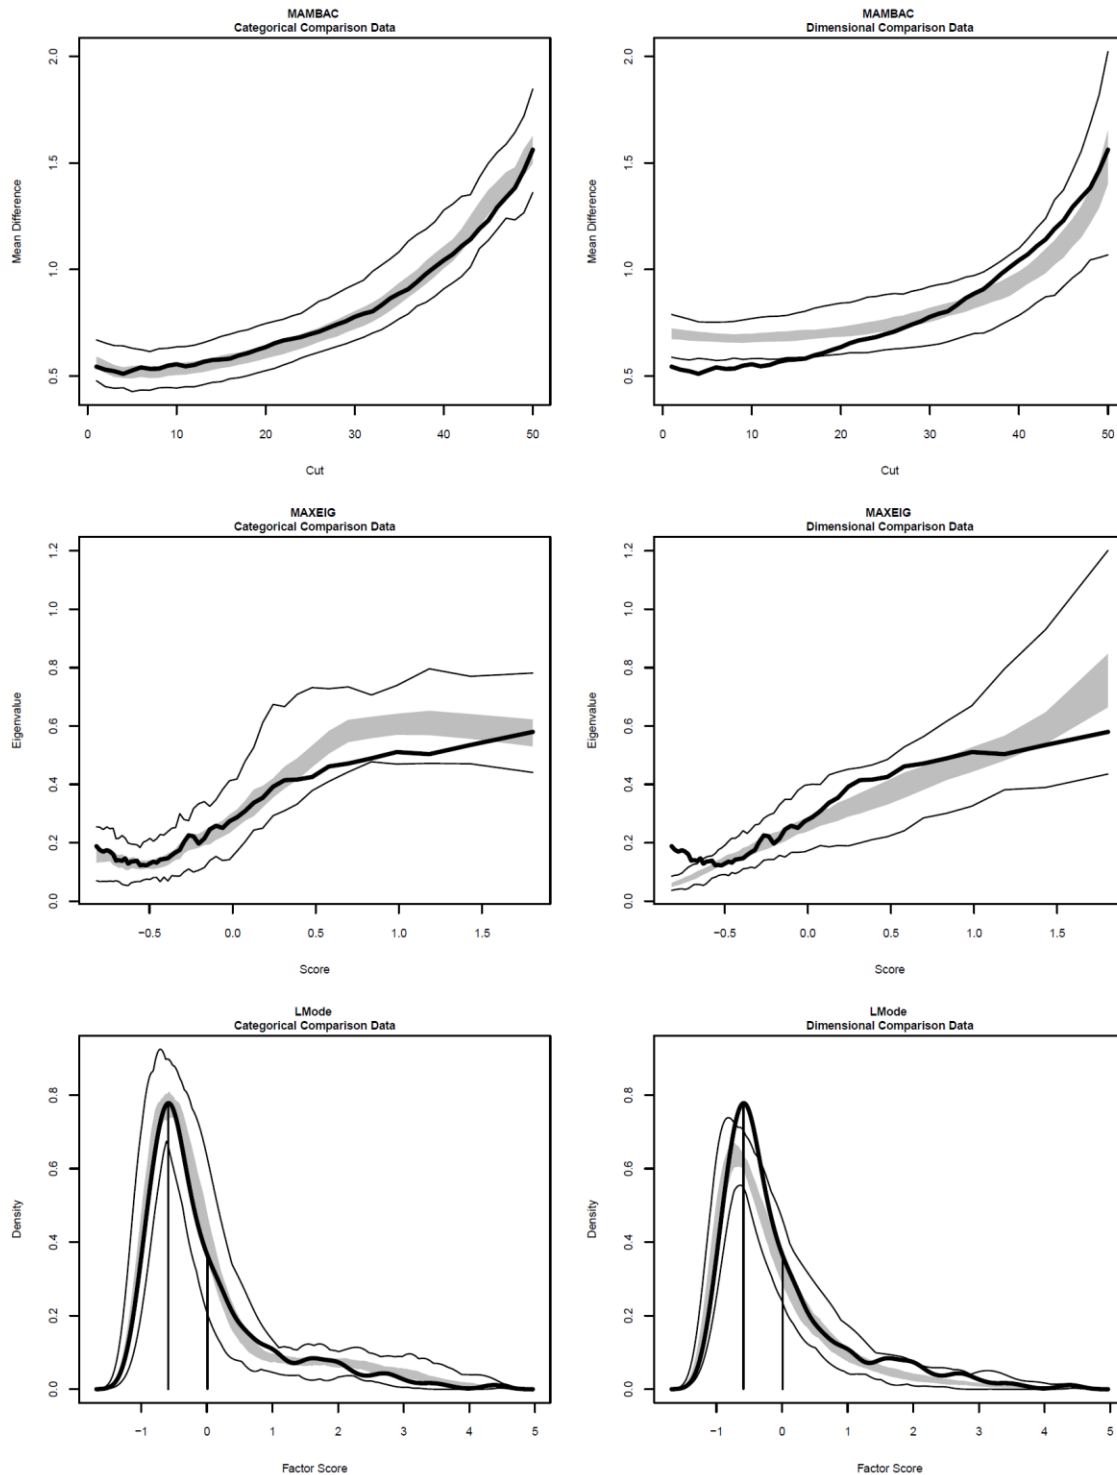 MAMBAC
Categorical Comparison Data
2.0
1.5
1.0
0.5
Mean Difference
0 10 20 30 40 50
Cut
MAMBAC
Dimensional Comparison Data
2.0
1.5
1.0
0.5
Mean Difference
0 10 20 30 40 50
Cut
MAXEIG
Categorical Comparison Data
1.2
1.0
0.8
0.6
0.4
0.2
0.0
Eigenvalue
−0.5 0.0 0.5 1.0 1.5
Score
MAXEIG
Dimensional Comparison Data
1.2
1.0
0.8
0.6
0.4
0.2
0.0
Eigenvalue
−0.5 0.0 0.5 1.0 1.5
Score
LMode
Categorical Comparison Data
0.8
0.6
0.4
0.2
0.0
Density
−1 0 1 2 3 4 5
Factor Score
LMode
Dimensional Comparison Data
0.8
0.6
0.4
0.2
0.0
Density
−1 0 1 2 3 4 5
Factor Score